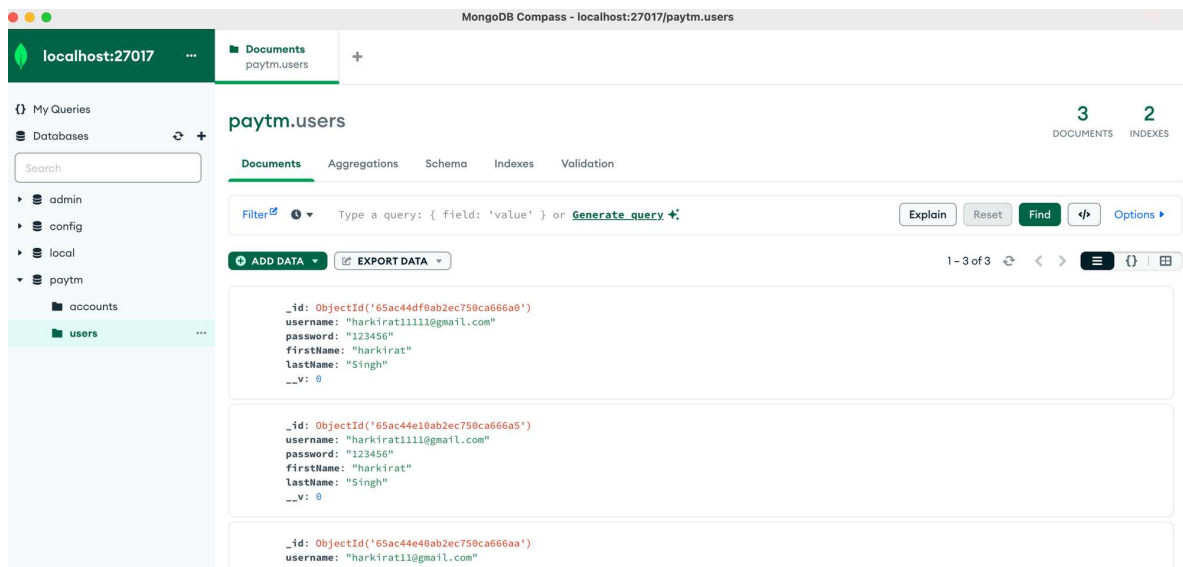 MongoDB Compass - localhost:27017/paytm.users
localhost:27017 ...
Documents
paytm.users
+
{} My Queries
Databases
Search
admin
config
local
paytm
accounts
users ...
paytm.users
3
DOCUMENTS
2
INDEXES
Documents Aggregations Schema Indexes Validation
Filter Type a query: { field: 'value' } or Generate query Explain Reset Find </> Options
ADD DATA EXPORT DATA 1 – 3 of 3 < > {}
_id: ObjectId('65ac44df0ab2ec750ca666a0')
username: "harkirat11111@gmail.com"
password: "123456"
firstName: "harkirat"
lastName: "Singh"
__v: 0
_id: ObjectId('65ac44e10ab2ec750ca666a5')
username: "harkirat1111@gmail.com"
password: "123456"
firstName: "harkirat"
lastName: "Singh"
__v: 0
_id: ObjectId('65ac44e40ab2ec750ca666aa')
username: "harkirat11@gmail.com"